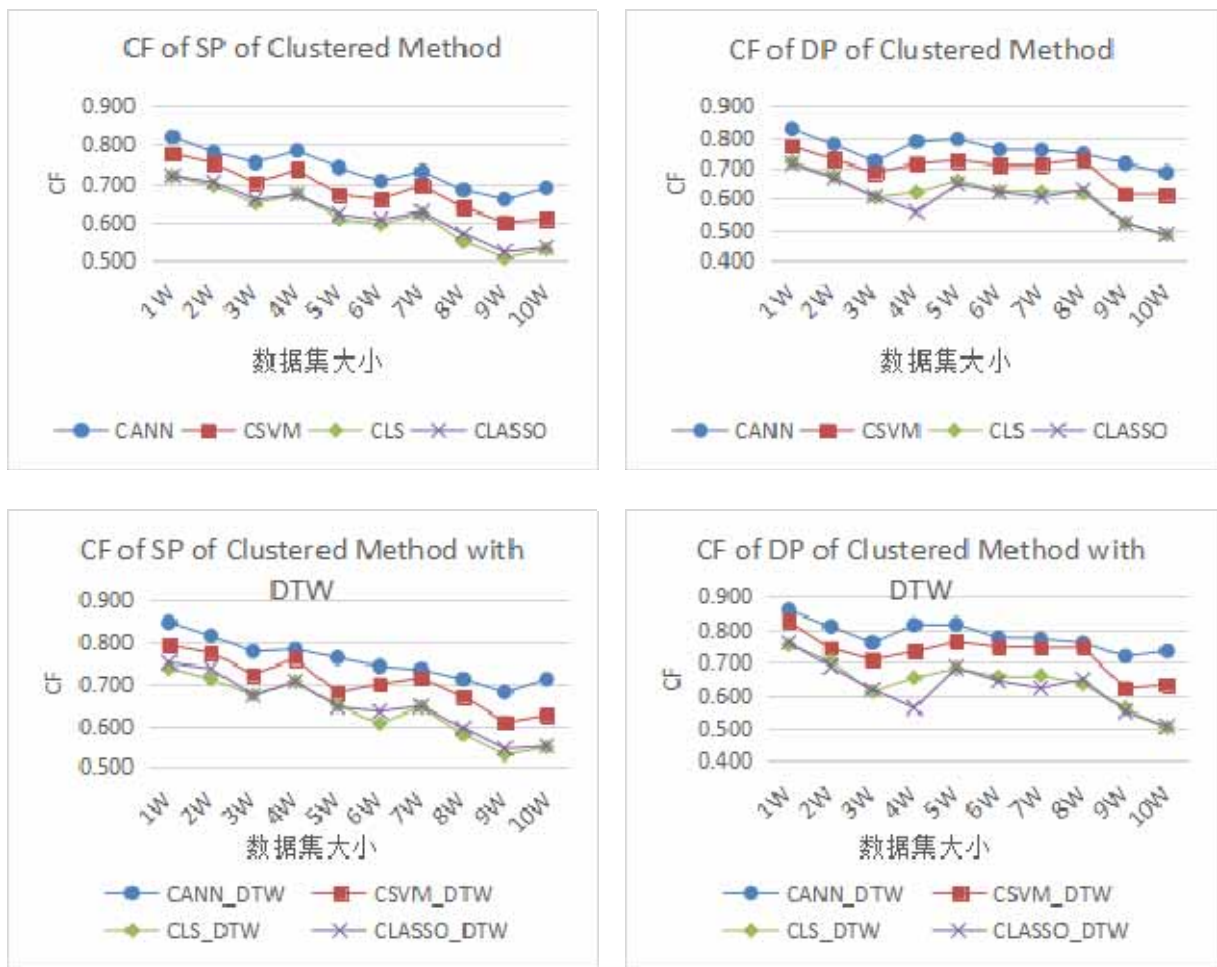 CF of SP of Clustered Method
0.900
0.800
0.700
0.600
0.500
CF
1W 2W 3W 4W 5W 6W 7W 8W 9W 10W
数据集大小
CANN CSVM CLS CLASSO
CF of DP of Clustered Method
0.900
0.800
0.700
0.600
0.500
0.400
CF
1W 2W 3W 4W 5W 6W 7W 8W 9W 10W
数据集大小
CANN CSVM CLS CLASSO
CF of SP of Clustered Method with
DTW
0.900
0.800
0.700
0.600
0.500
CF
1W 2W 3W 4W 5W 6W 7W 8W 9W 10W
数据集大小
CANN_DTW CSVM_DTW
CLS_DTW CLASSO_DTW
CF of DP of Clustered Method with
DTW
0.900
0.800
0.700
0.600
0.500
0.400
CF
1W 2W 3W 4W 5W 6W 7W 8W 9W 10W
数据集大小
CANN_DTW CSVM_DTW
CLS_DTW CLASSO_DTW